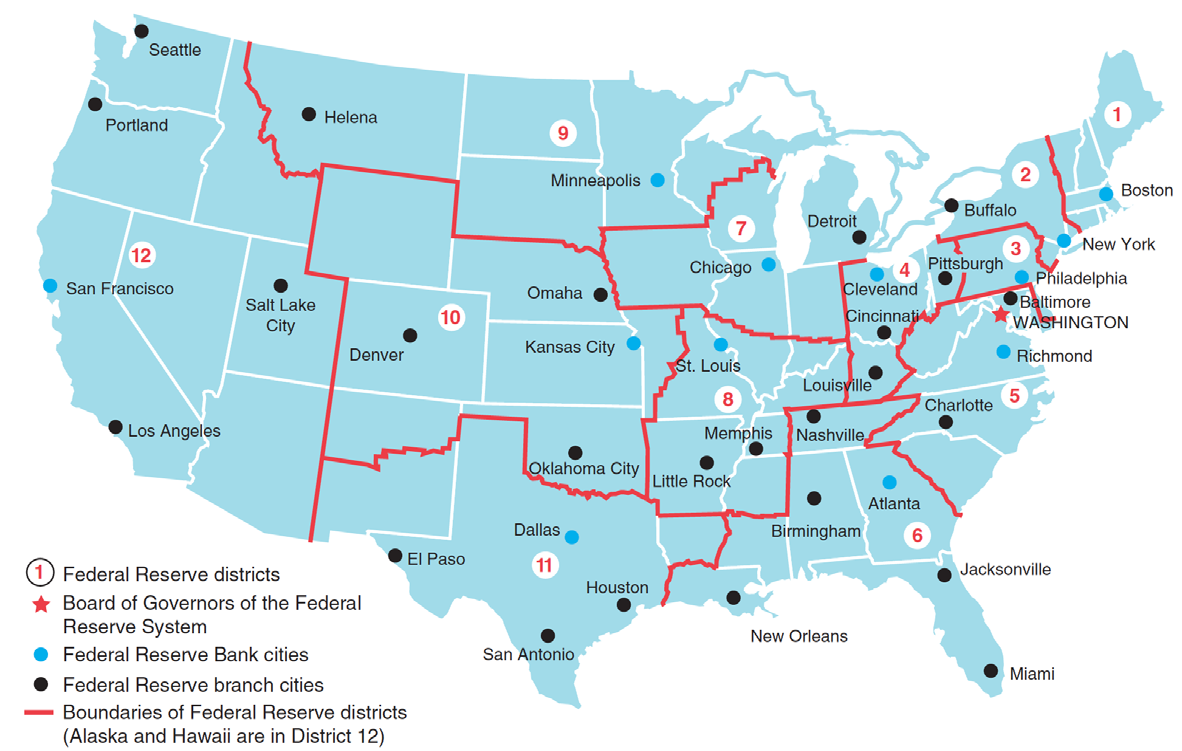 Seattle
Portland
Helena
9
1
Minneapolis
2
Boston
Buffalo
Detroit
7
12
3
New York
Chicago
4
Pittsburgh
Cleveland
Philadelphia
San Francisco
Salt Lake
City
Omaha
Baltimore
WASHINGTON
Cincinnati
10
Denver
Kansas City
St. Louis
Richmond
Louisville
8
5
Charlotte
Los Angeles
Memphis
Nashville
Oklahoma City
Little Rock
Atlanta
Dallas
Birmingham
6
El Paso
11
Jacksonville
Houston
New Orleans
San Antonio
Miami
1 Federal Reserve districts
Board of Governors of the Federal
Reserve System
Federal Reserve Bank cities
Federal Reserve branch cities
Boundaries of Federal Reserve districts
(Alaska and Hawaii are in District 12)